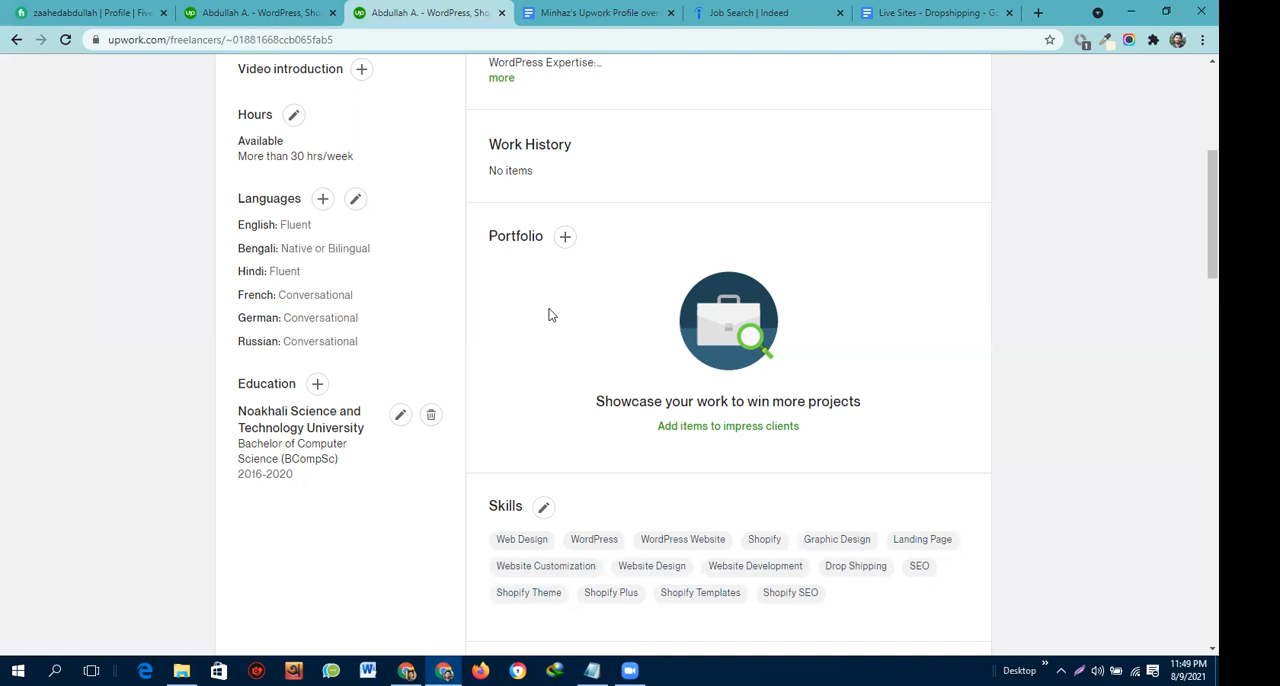 zaahedabdullah | Profile | Five
Abdullah A. - WordPress, Sho
Abdullah A. - WordPress, Sho
Minhaz's Upwork Profile over
Job Search | Indeed
Live Sites - Dropshipping - Go
upwork.com/freelancers/~01881668ccb065fab5
Video introduction
Hours
Available
More than 30 hrs/week
Languages
English: Fluent
Bengali: Native or Bilingual
Hindi: Fluent
French: Conversational
German: Conversational
Russian: Conversational
Education
Noakhali Science and
Technology University
Bachelor of Computer
Science (BCompSc)
2016-2020
WordPress Expertise:...
more
Work History
No items
Portfolio
Showcase your work to win more projects
Add items to impress clients
Skills
Web Design WordPress WordPress Website Shopify Graphic Design Landing Page
Website Customization Website Design Website Development Drop Shipping SEO
Shopify Theme Shopify Plus Shopify Templates Shopify SEO
Desktop
11:49 PM
8/9/2021